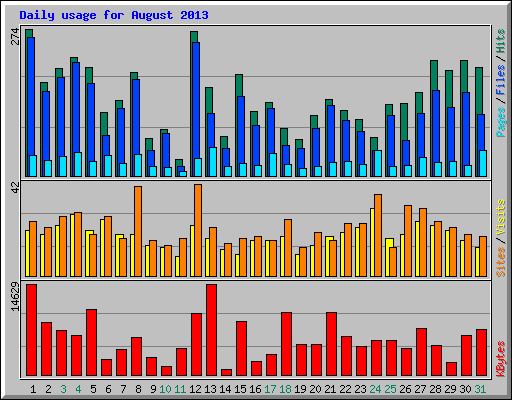 Daily usage for August 2013
274
Pages / Files / Hits
42
Sites / Visits
14629
KBytes
1 2 3 4 5 6 7 8 9 10 11 12 13 14 15 16 17 18 19 20 21 22 23 24 25 26 27 28 29 30 31